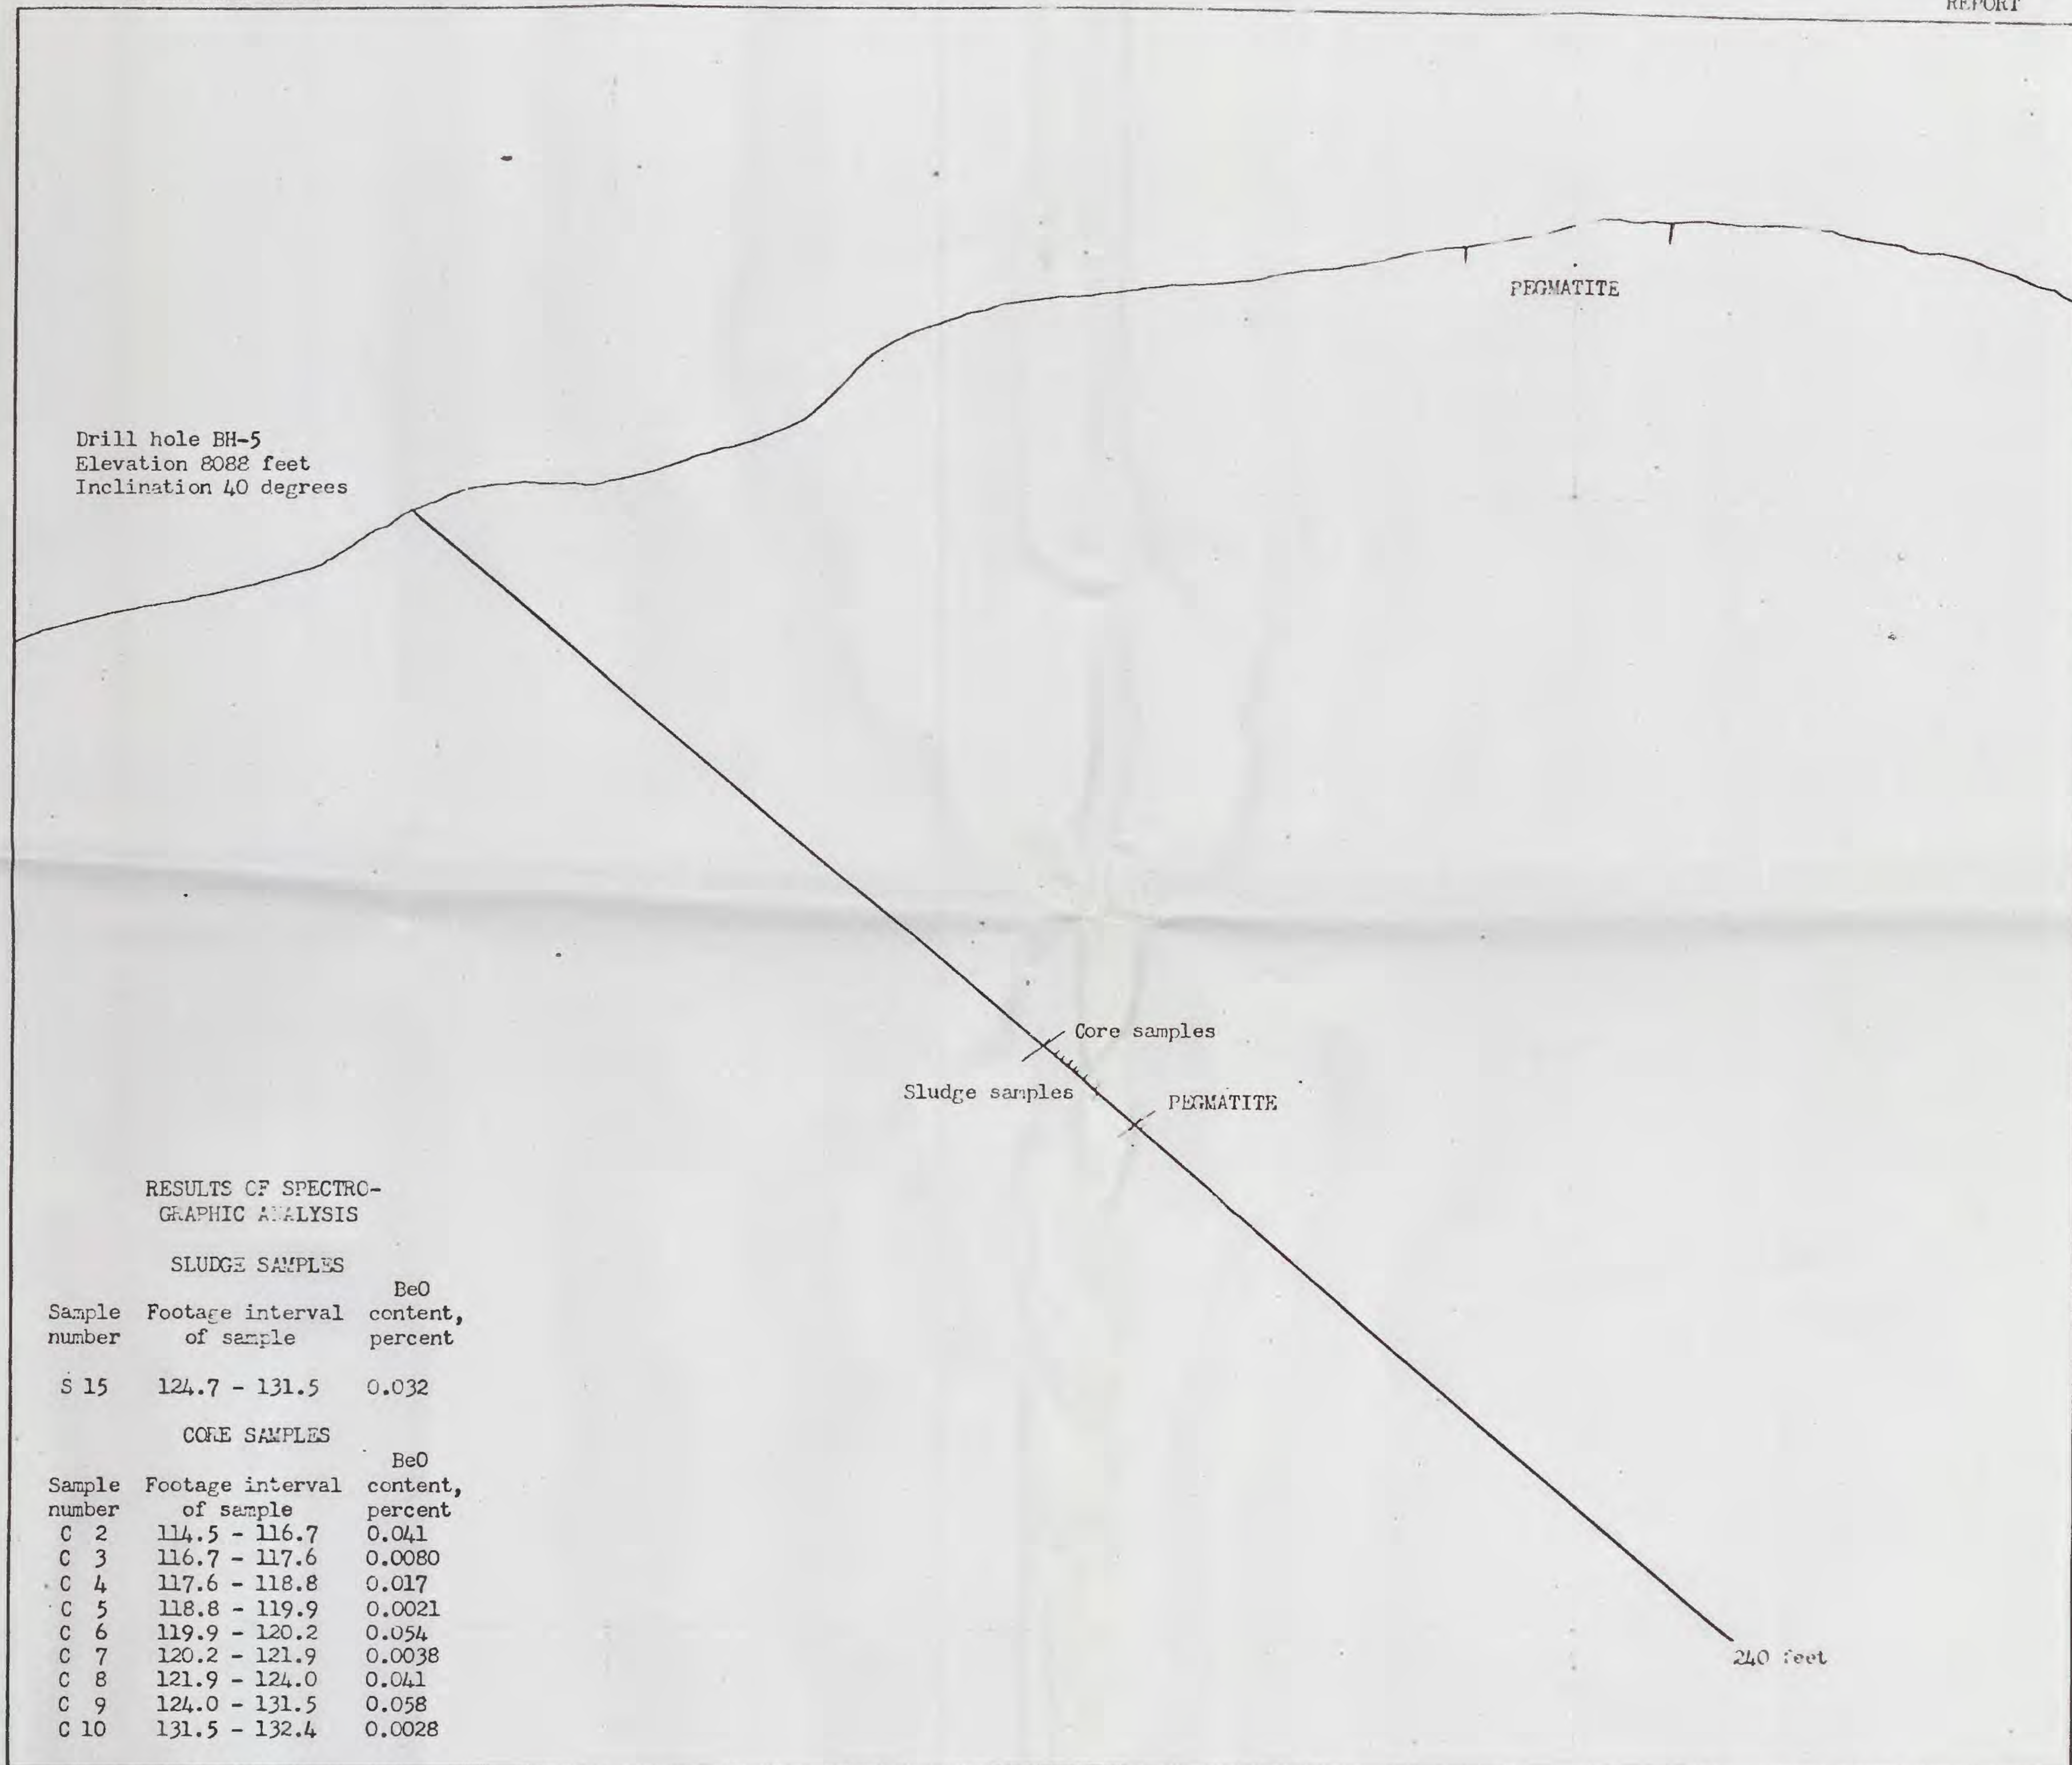 REPORT
PEGMATITE
Drill hole BH-5
Elevation 8088 feet
Inclination 40 degrees
Core samples
Sludge samples
PEGMATITE
RESULTS OF SPECTRO-
GRAPHIC ANALYSIS
SLUDGE SAMPLES
BeO
Sample Footage interval content,
number of sample percent
S 15 124.7 - 131.5 0.032
CORE SAMPLES
BeO
Sample Footage interval content,
number of sample percent
C 2 114.5 - 116.7 0.041
C 3 116.7 - 117.6 0.0080
C 4 117.6 - 118.8 0.017
C 5 118.8 - 119.9 0.0021
C 6 119.9 - 120.2 0.054
C 7 120.2 - 121.9 0.0038
C 8 121.9 - 124.0 0.041
C 9 124.0 - 131.5 0.058
C 10 131.5 - 132.4 0.0028
240 feet